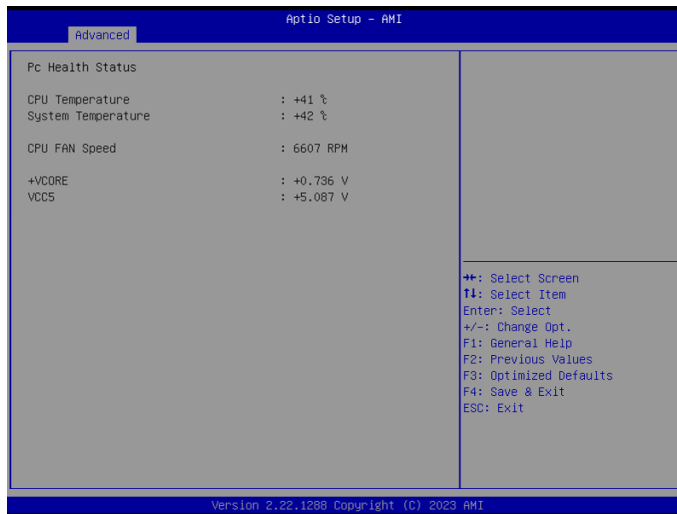 Aptio Setup - AMI
Advanced
Pc Health Status
CPU Temperature : +41 ℃
System Temperature : +42 ℃
CPU FAN Speed : 6607 RPM
+VCORE : +0.736 V
VCC5 : +5.087 V
→←: Select Screen
↑↓: Select Item
Enter: Select
+/-: Change Opt.
F1: General Help
F2: Previous Values
F3: Optimized Defaults
F4: Save & Exit
ESC: Exit
Version 2.22.1288 Copyright (C) 2023 AMI